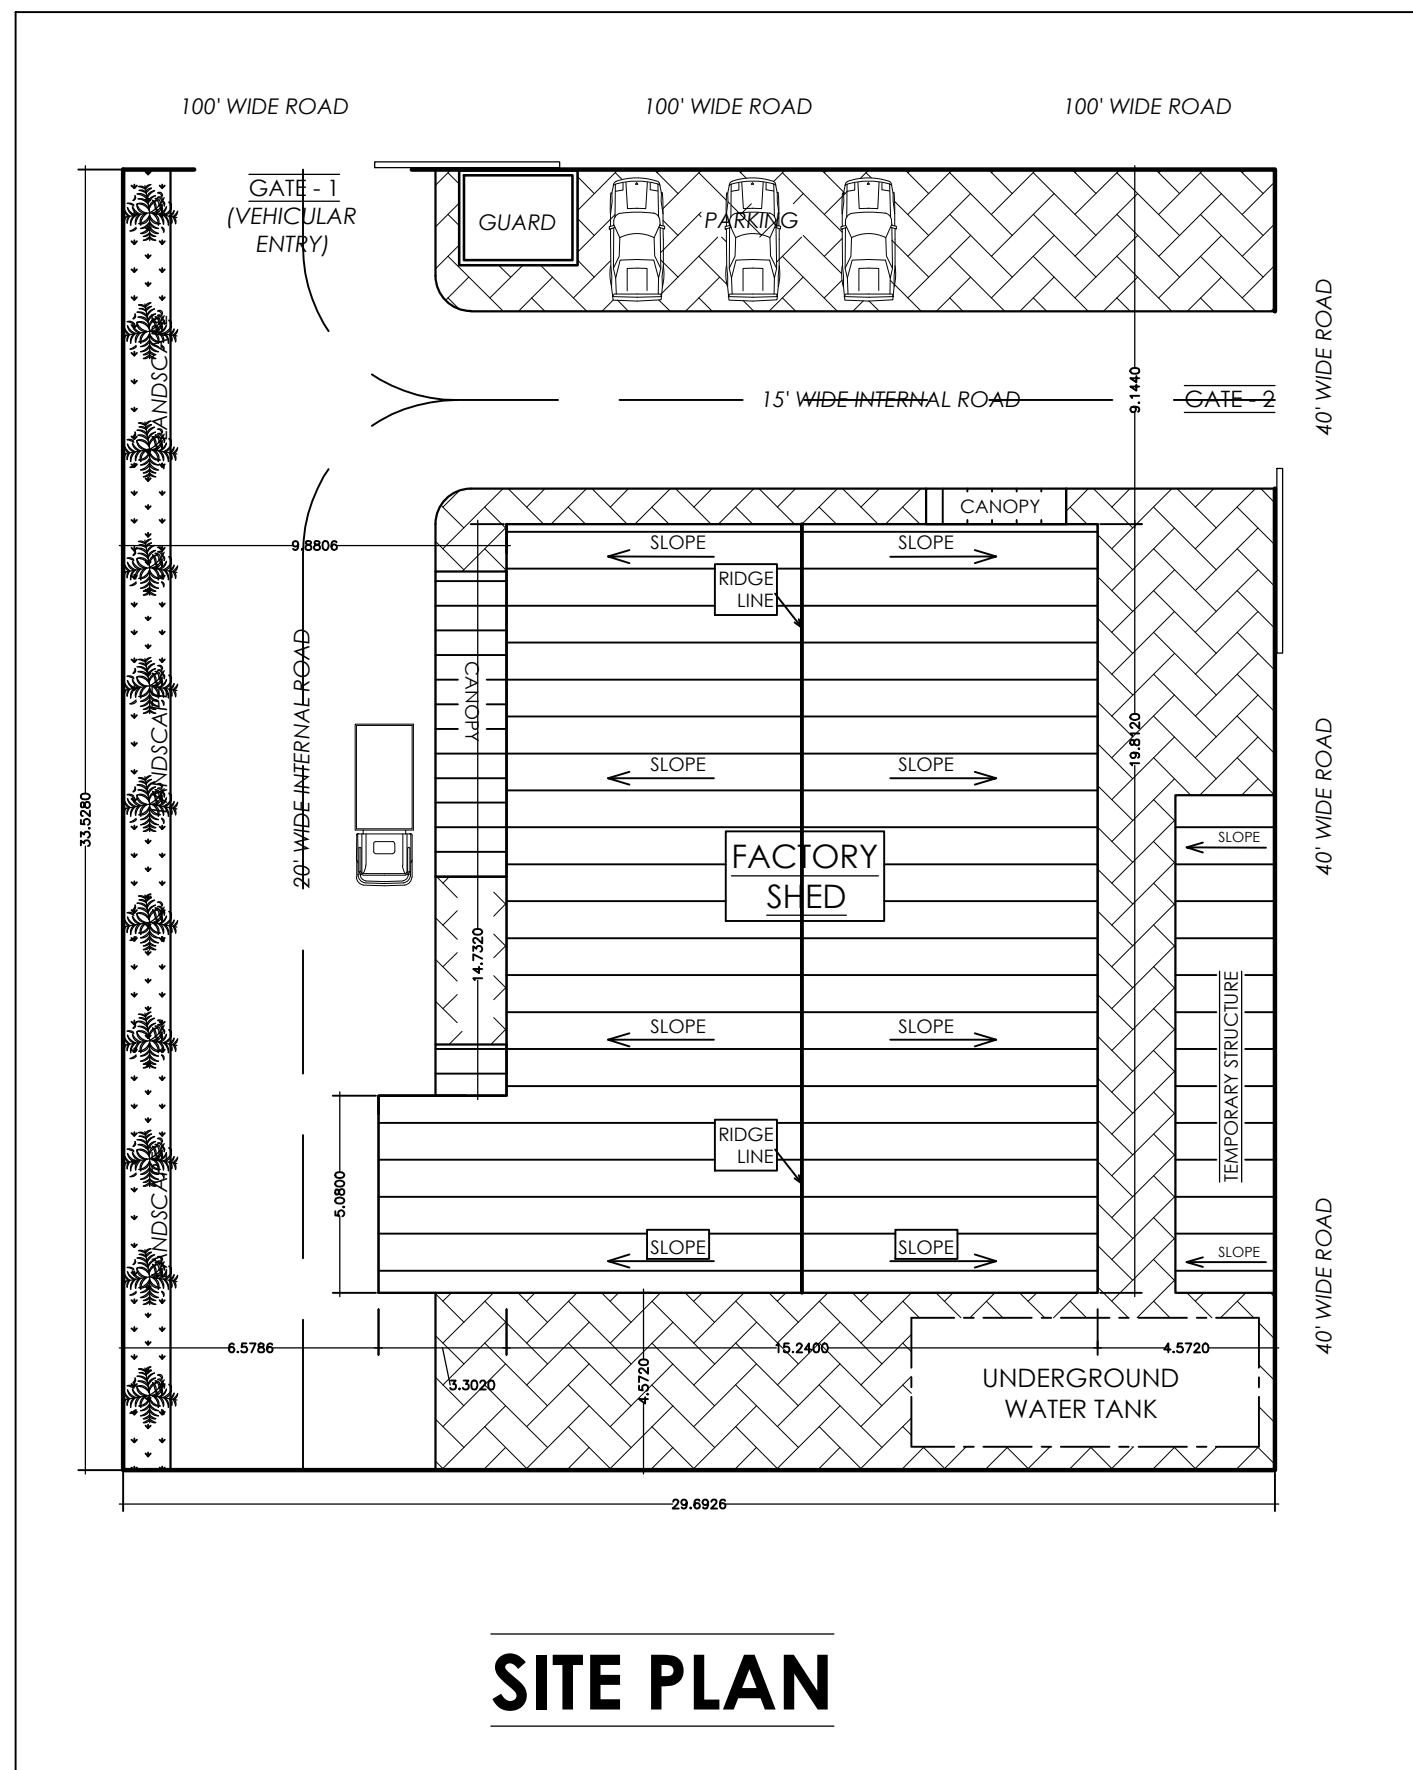 100' WIDE ROAD
100' WIDE ROAD
100' WIDE ROAD
GATE - 1
(VEHICULAR
ENTRY)
GUARD
PARKING
40' WIDE ROAD
LANDSCAPE
15' WIDE INTERNAL ROAD
9.1440
GATE - 2
CANOPY
9.8806
SLOPE
SLOPE
RIDGE
LINE
20' WIDE INTERNAL ROAD
CANOPY
LANDSCAPE
19.8120
40' WIDE ROAD
33.5280
SLOPE
SLOPE
SLOPE
FACTORY
SHED
14.7320
SLOPE
SLOPE
TEMPORARY STRUCTURE
RIDGE
LINE
LANDSCAPE
5.0800
SLOPE
SLOPE
SLOPE
40' WIDE ROAD
6.5786
15.2400
4.5720
3.3020
4.5720
UNDERGROUND
WATER TANK
29.6926
SITE PLAN